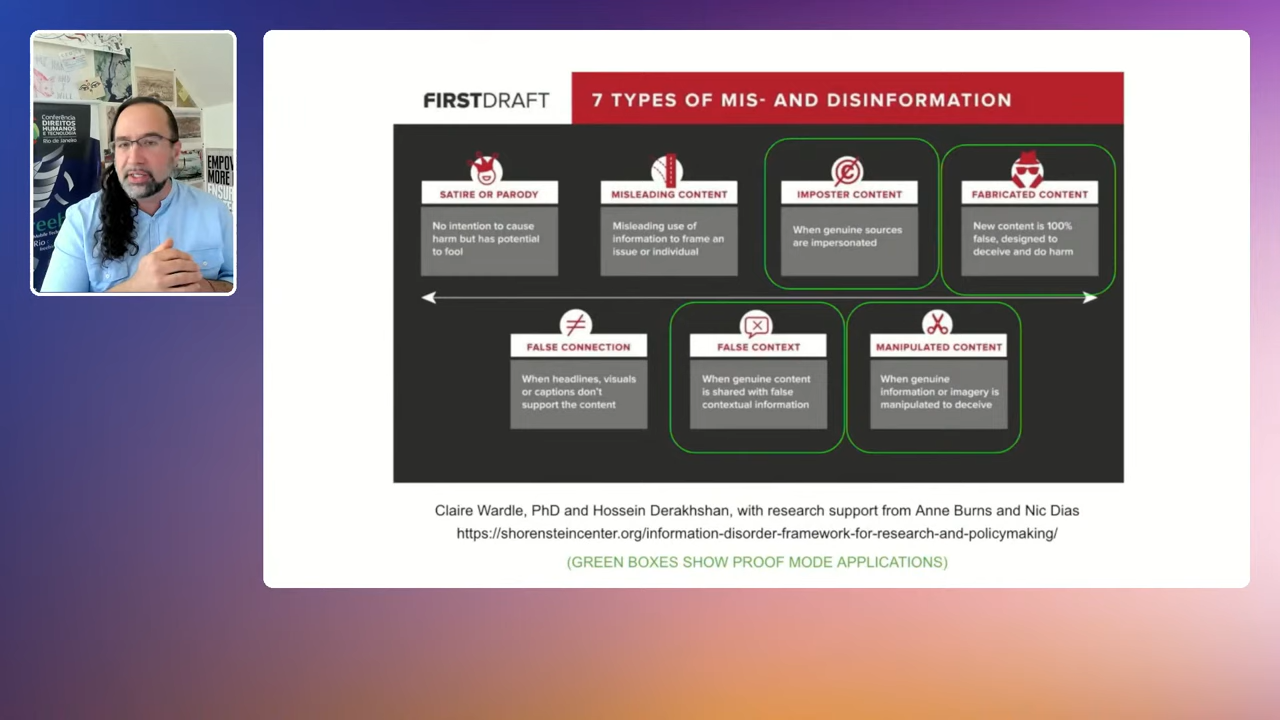 Conferência
DIREITOS
HUMANOS
E TECNOLOGIA
Rio de Janeiro
Rio
EMPOW
MORE
ENSUR
FIRSTDRAFT
7 TYPES OF MIS- AND DISINFORMATION
SATIRE OR PARODY
No intention to cause
harm but has potential
to fool
MISLEADING CONTENT
Misleading use of
information to frame an
issue or individual
IMPOSTER CONTENT
When genuine sources
are impersonated
FABRICATED CONTENT
New content is 100%
false, designed to
deceive and do harm
FALSE CONNECTION
When headlines, visuals
or captions don't
support the content
FALSE CONTEXT
When genuine content
is shared with false
contextual information
MANIPULATED CONTENT
When genuine
information or imagery is
manipulated to deceive
Claire Wardle, PhD and Hossein Derakhshan, with research support from Anne Burns and Nic Dias
https://shorensteincenter.org/information-disorder-framework-for-research-and-policymaking/
(GREEN BOXES SHOW PROOF MODE APPLICATIONS)